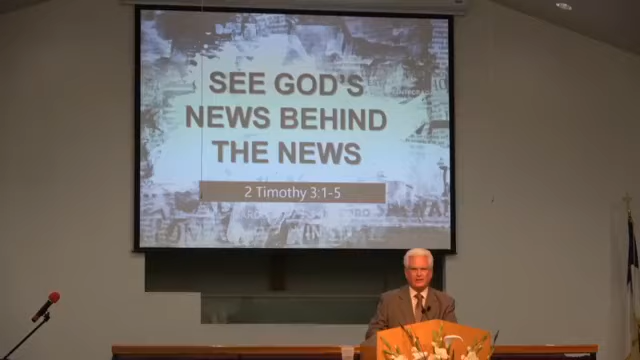 SEE GOD'S
NEWS BEHIND
THE NEWS
2 Timothy 3:1-5